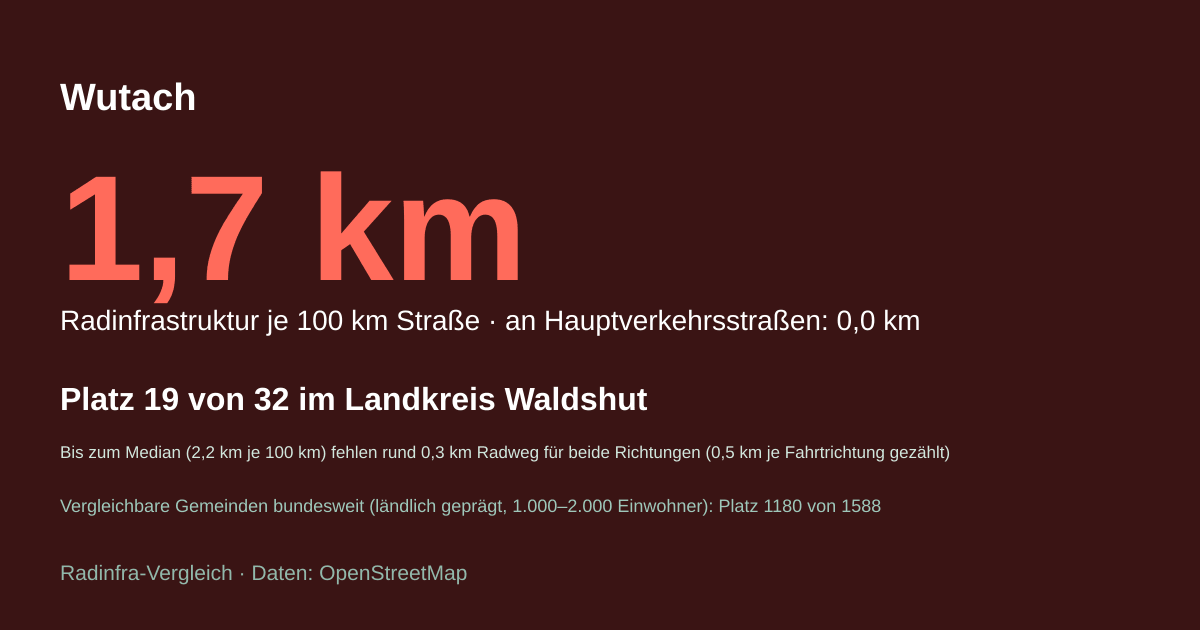 Wutach
1,7 km
Radinfrastruktur je 100 km Straße · an Hauptverkehrsstraßen: 0,0 km
Platz 19 von 32 im Landkreis Waldshut
Bis zum Median (2,2 km je 100 km) fehlen rund 0,3 km Radweg für beide Richtungen (0,5 km je Fahrtrichtung gezählt)
Vergleichbare Gemeinden bundesweit (ländlich geprägt, 1.000–2.000 Einwohner): Platz 1180 von 1588
Radinfra-Vergleich · Daten: OpenStreetMap